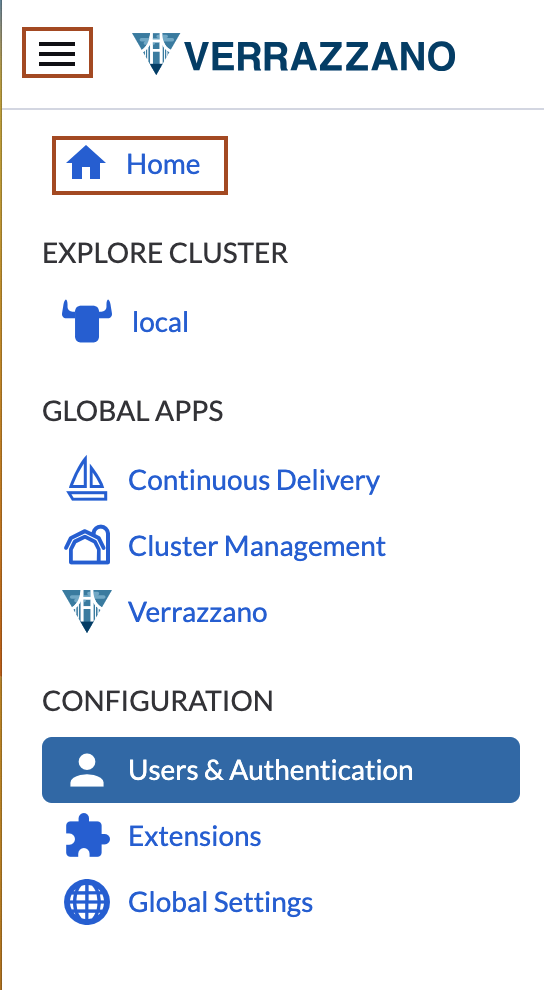 VERRAZZANO
Home
EXPLORE CLUSTER
local
GLOBAL APPS
Continuous Delivery
Cluster Management
Verrazzano
CONFIGURATION
Users & Authentication
Extensions
Global Settings